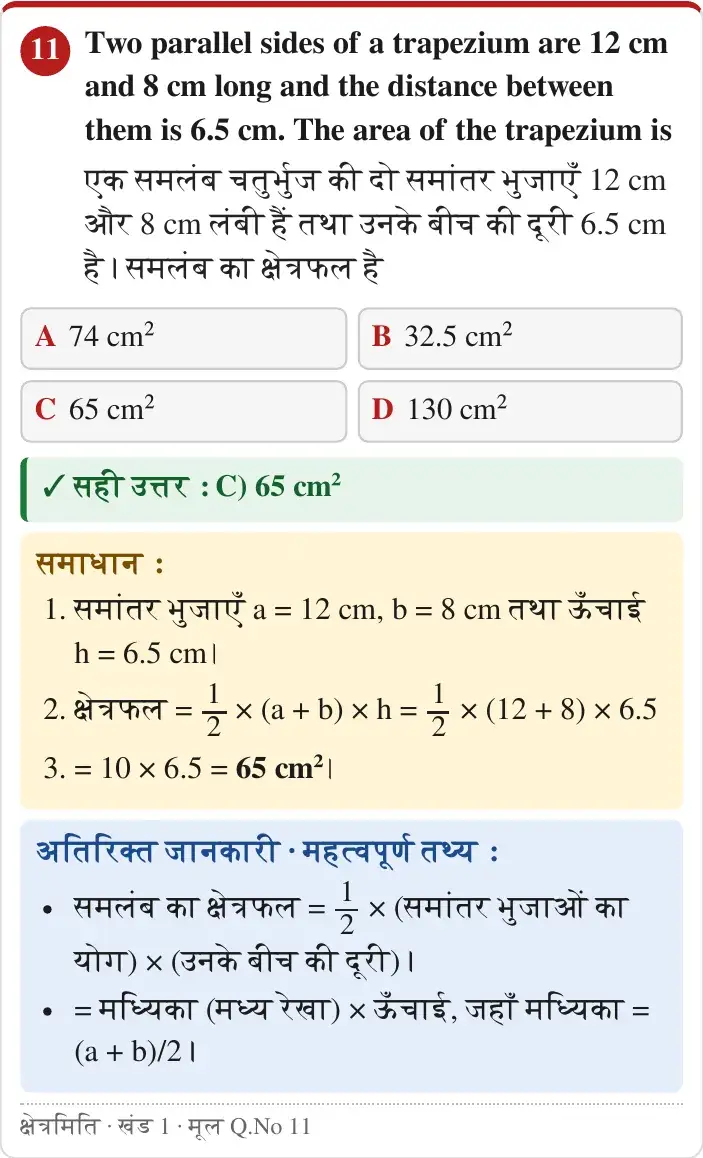 11 Two parallel sides of a trapezium are 12 cm
and 8 cm long and the distance between
them is 6.5 cm. The area of the trapezium is
एक समलंब चतुर्भुज की दो समांतर भुजाएँ 12 cm
और 8 cm लंबी हैं तथा उनके बीच की दूरी 6.5 cm
है। समलंब का क्षेत्रफल है
A 74 cm²
B 32.5 cm²
C 65 cm²
D 130 cm²
✓ सही उत्तर : C) 65 cm²
समाधान :
1. समांतर भुजाएँ a = 12 cm, b = 8 cm तथा ऊँचाई
h = 6.5 cm।
2. क्षेत्रफल = 1/2 × (a + b) × h = 1/2 × (12 + 8) × 6.5
3. = 10 × 6.5 = 65 cm²।
अतिरिक्त जानकारी · महत्वपूर्ण तथ्य :
• समलंब का क्षेत्रफल = 1/2 × (समांतर भुजाओं का
योग) × (उनके बीच की दूरी)।
• = मध्यिका (मध्य रेखा) × ऊँचाई, जहाँ मध्यिका =
(a + b)/2।
क्षेत्रमिति · खंड 1 · मूल Q.No 11